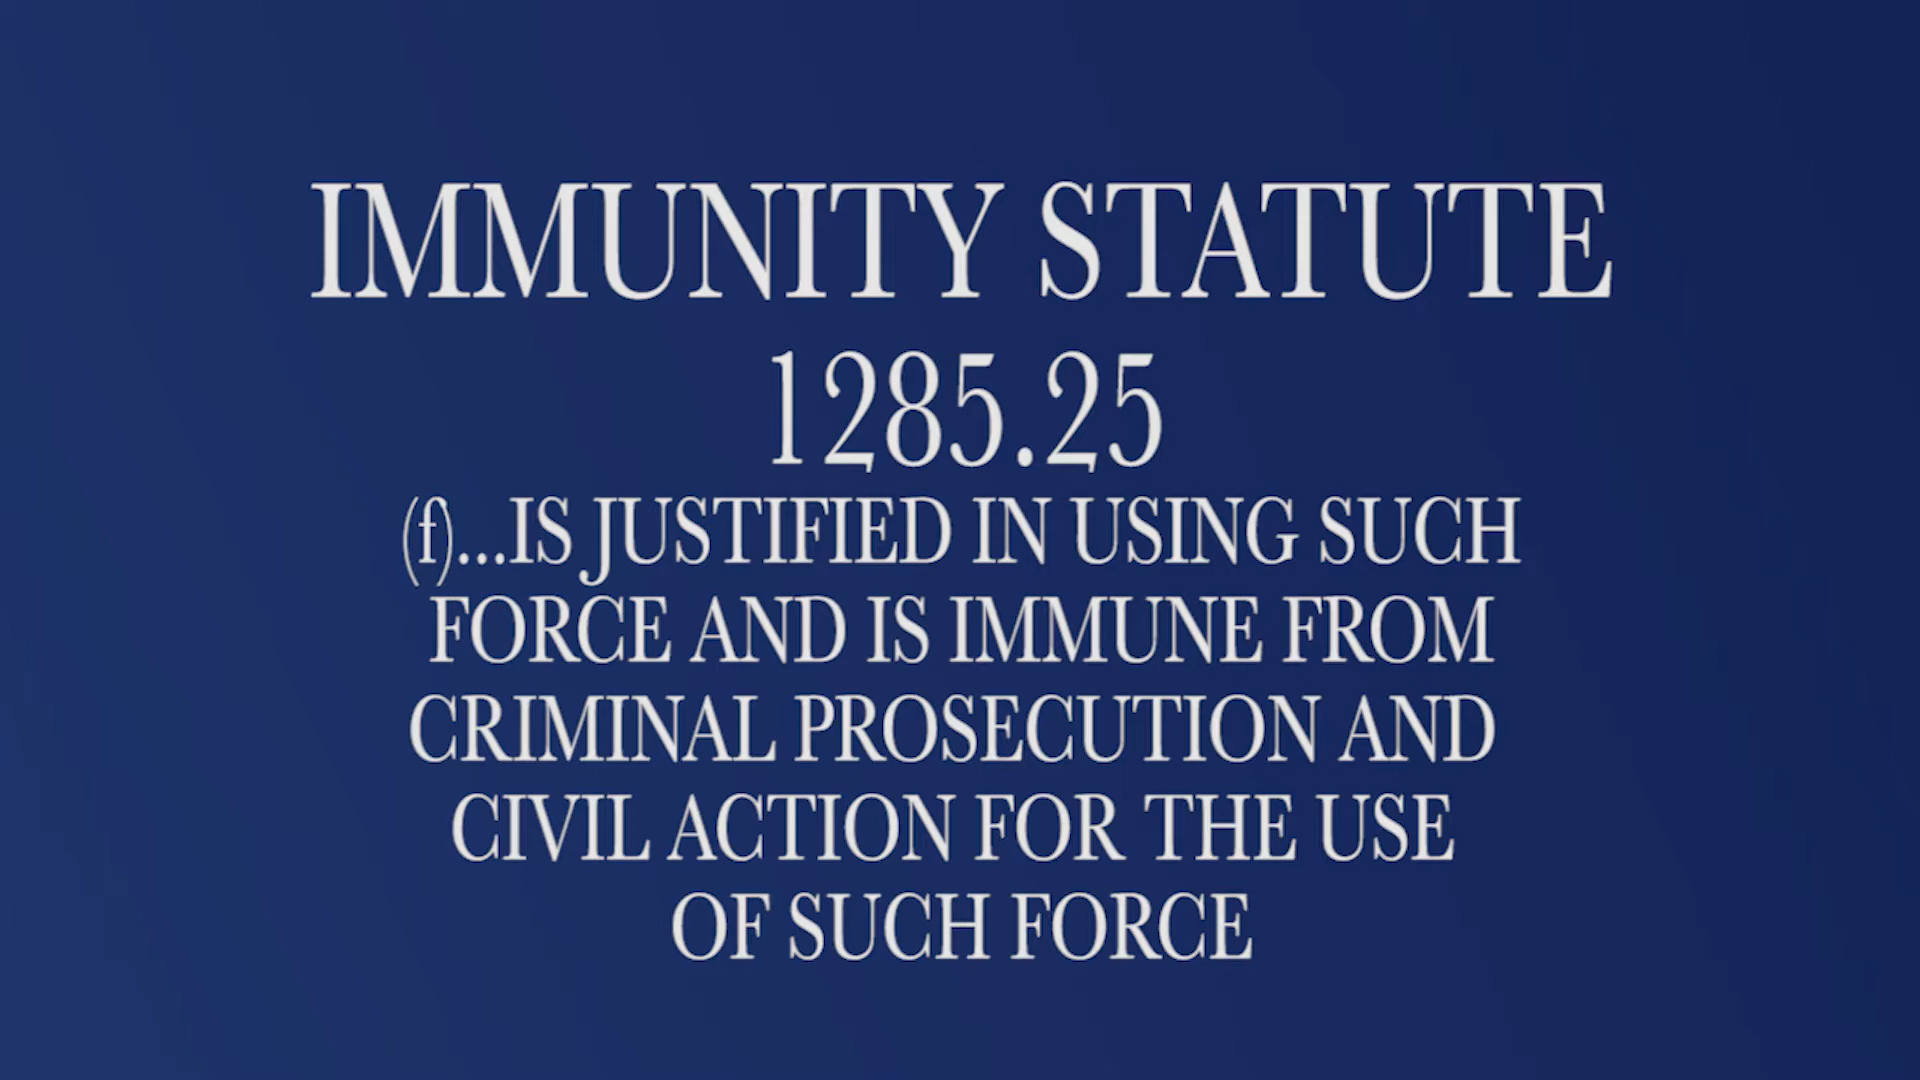 IMMUNITY STATUTE
1285.25
(f)...IS JUSTIFIED IN USING SUCH
FORCE AND IS IMMUNE FROM
CRIMINAL PROSECUTION AND
CIVIL ACTION FOR THE USE
OF SUCH FORCE